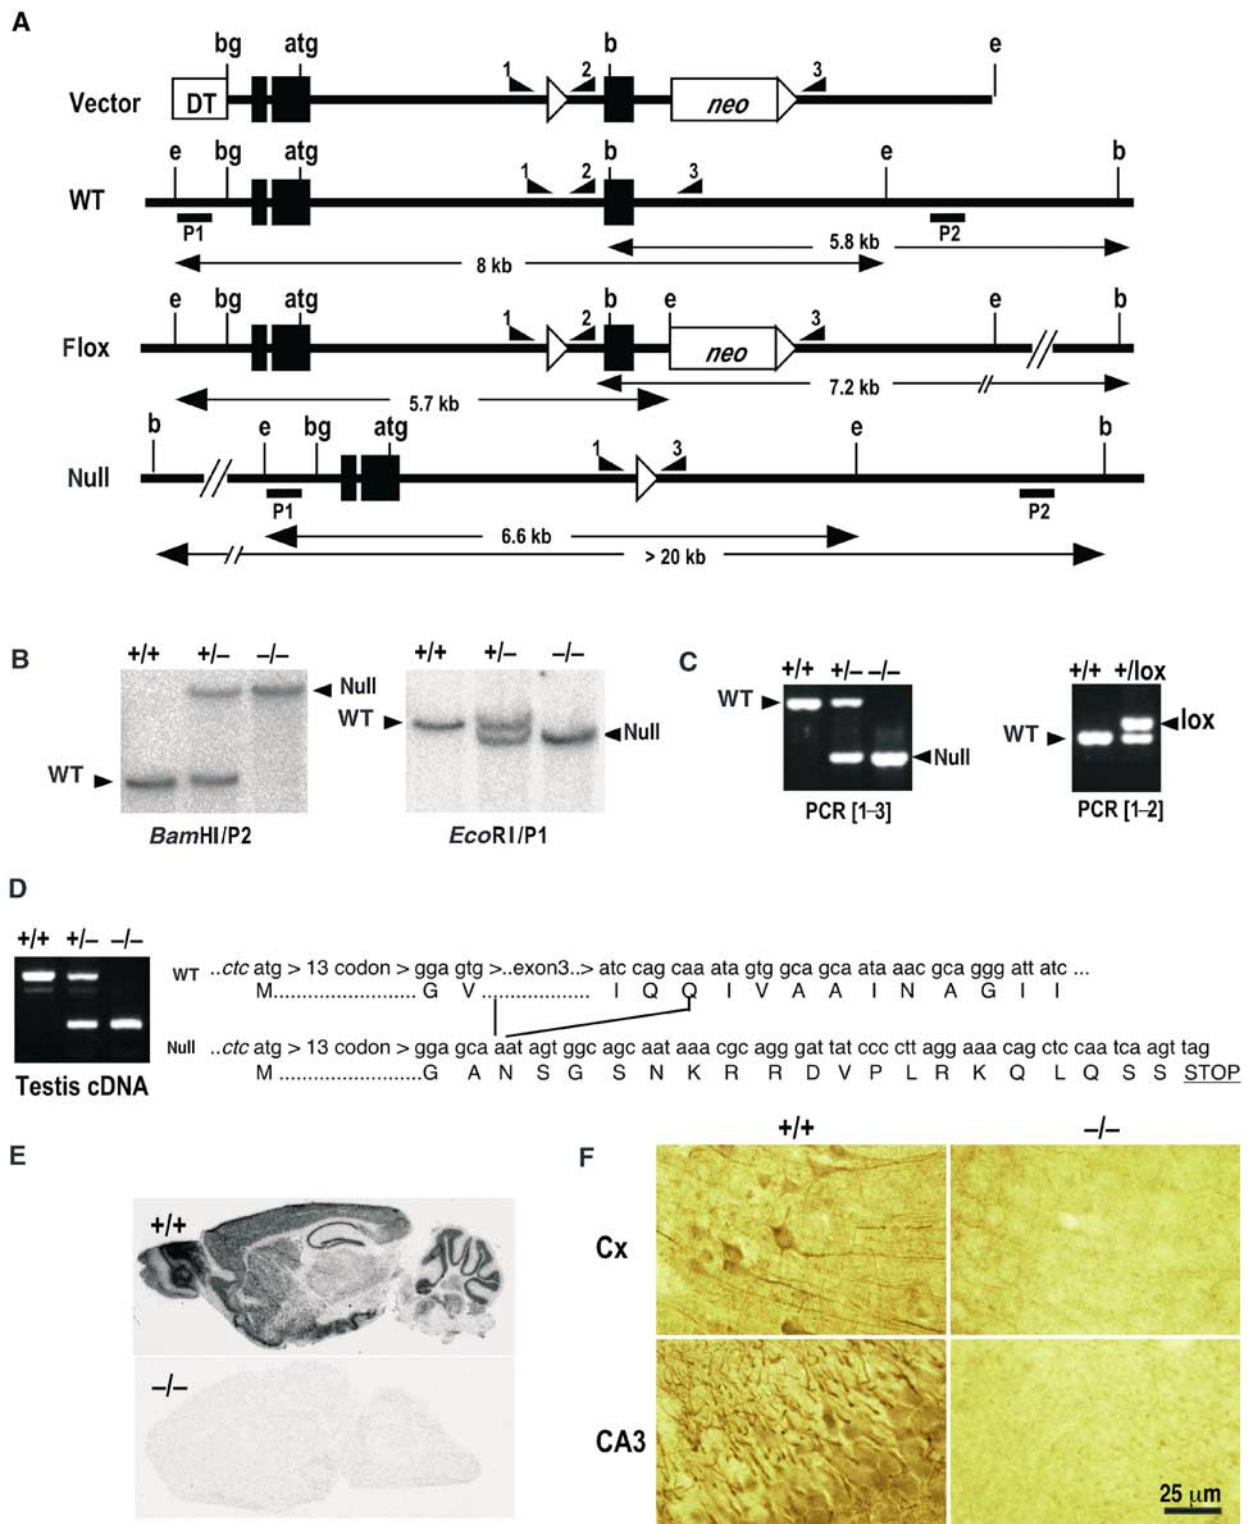 A
bg atg b e
1 2 3
Vector DT neo
e bg atg b e b
1 2 3
WT
P1 P2
5.8 kb
8 kb
e bg atg b e e b
1 2 3
Flox neo
7.2 kb
5.7 kb
b e bg atg e b
1 3
Null
P1 P2
6.6 kb
> 20 kb
B
+/+ +/– –/–
Null
WT
BamHI/P2
+/+ +/– –/–
WT
Null
EcoRI/P1
C
+/+ +/– –/–
WT
Null
PCR [1–3]
+/+ +/lox
lox
WT
PCR [1–2]
D
+/+ +/– –/–
Testis cDNA
WT ..ctc atg > 13 codon > gga gtg >..exon3..> atc cag caa ata gtg gca gca ata aac gca ggg att atc ...
M....................... G V.................. I Q Q I V A A I N A G I I
Null ..ctc atg > 13 codon > gga gca aat agt ggc agc aat aaa cgc agg gat tat ccc ctt agg aaa cag ctc caa tca agt tag
M ........................G A N S G S N K R R D V P L R K Q L Q S S STOP
E
+/+
–/–
F
+/+ –/–
Cx
CA3
25 µm